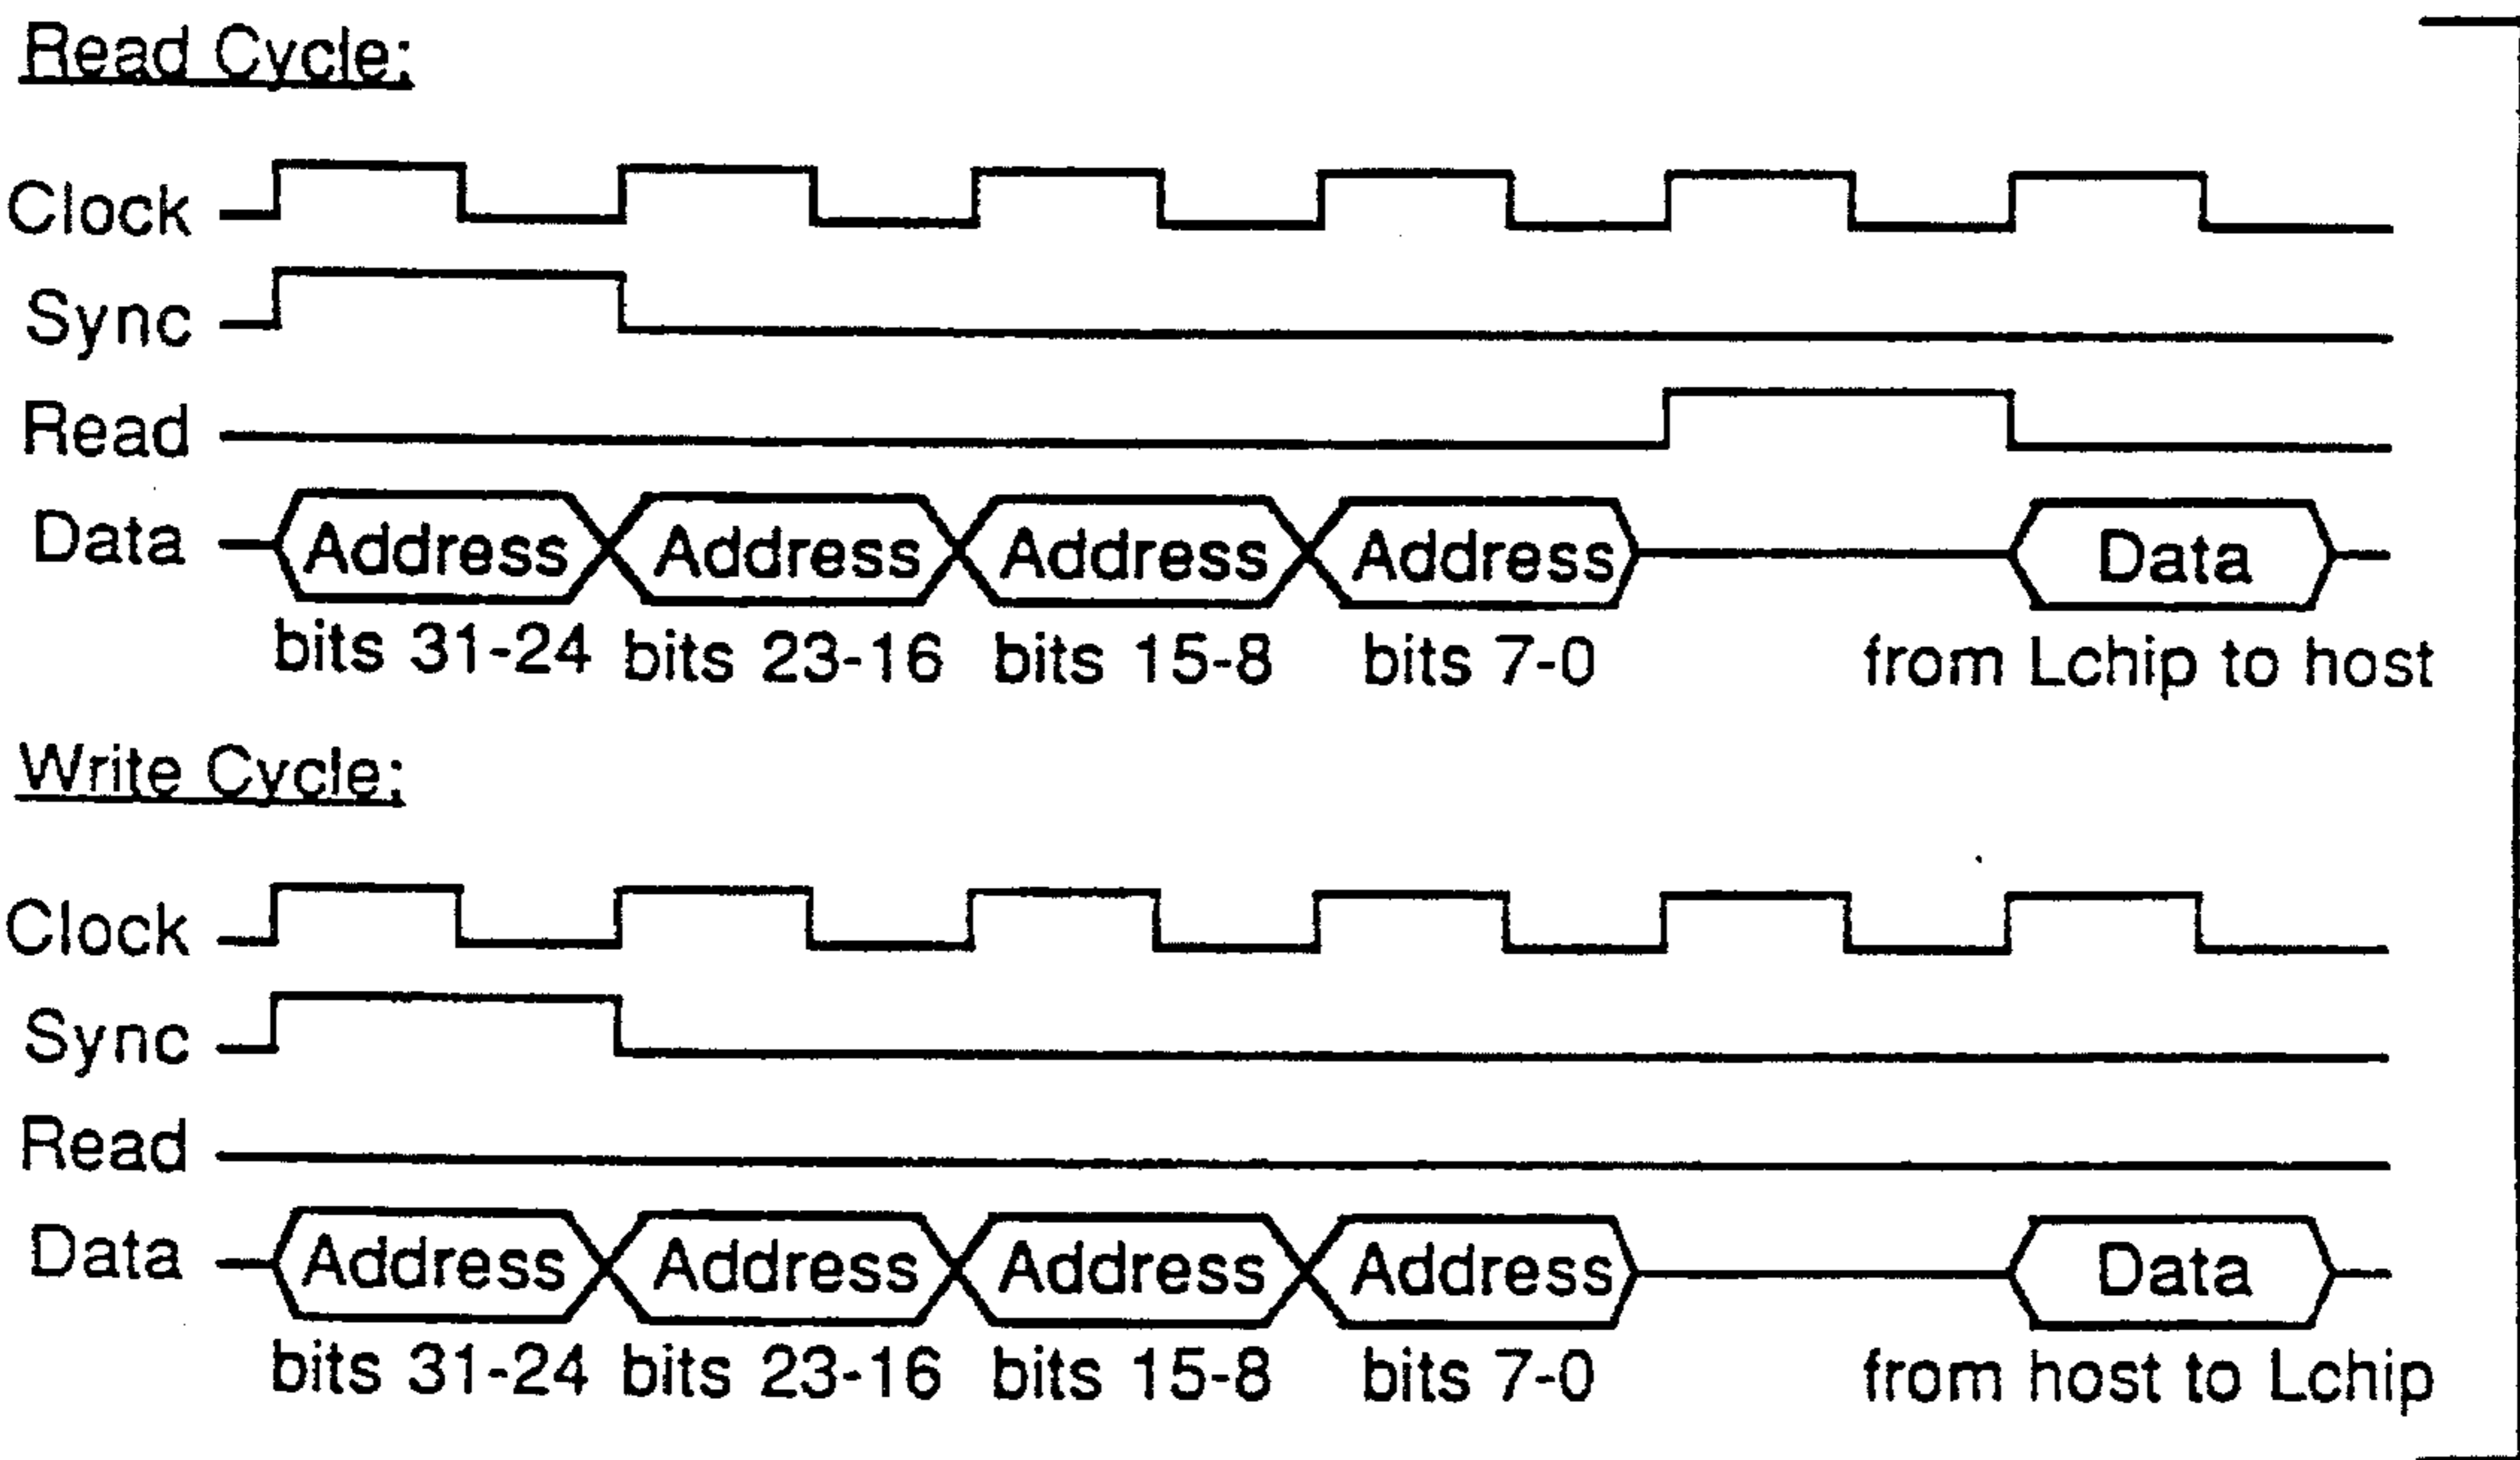 Read Cycle:
Clock
Sync
Read
Data Address Address Address Address Data
bits 31-24 bits 23-16 bits 15-8 bits 7-0 from Lchip to host
Write Cycle:
Clock
Sync
Read
Data Address Address Address Address Data
bits 31-24 bits 23-16 bits 15-8 bits 7-0 from host to Lchip